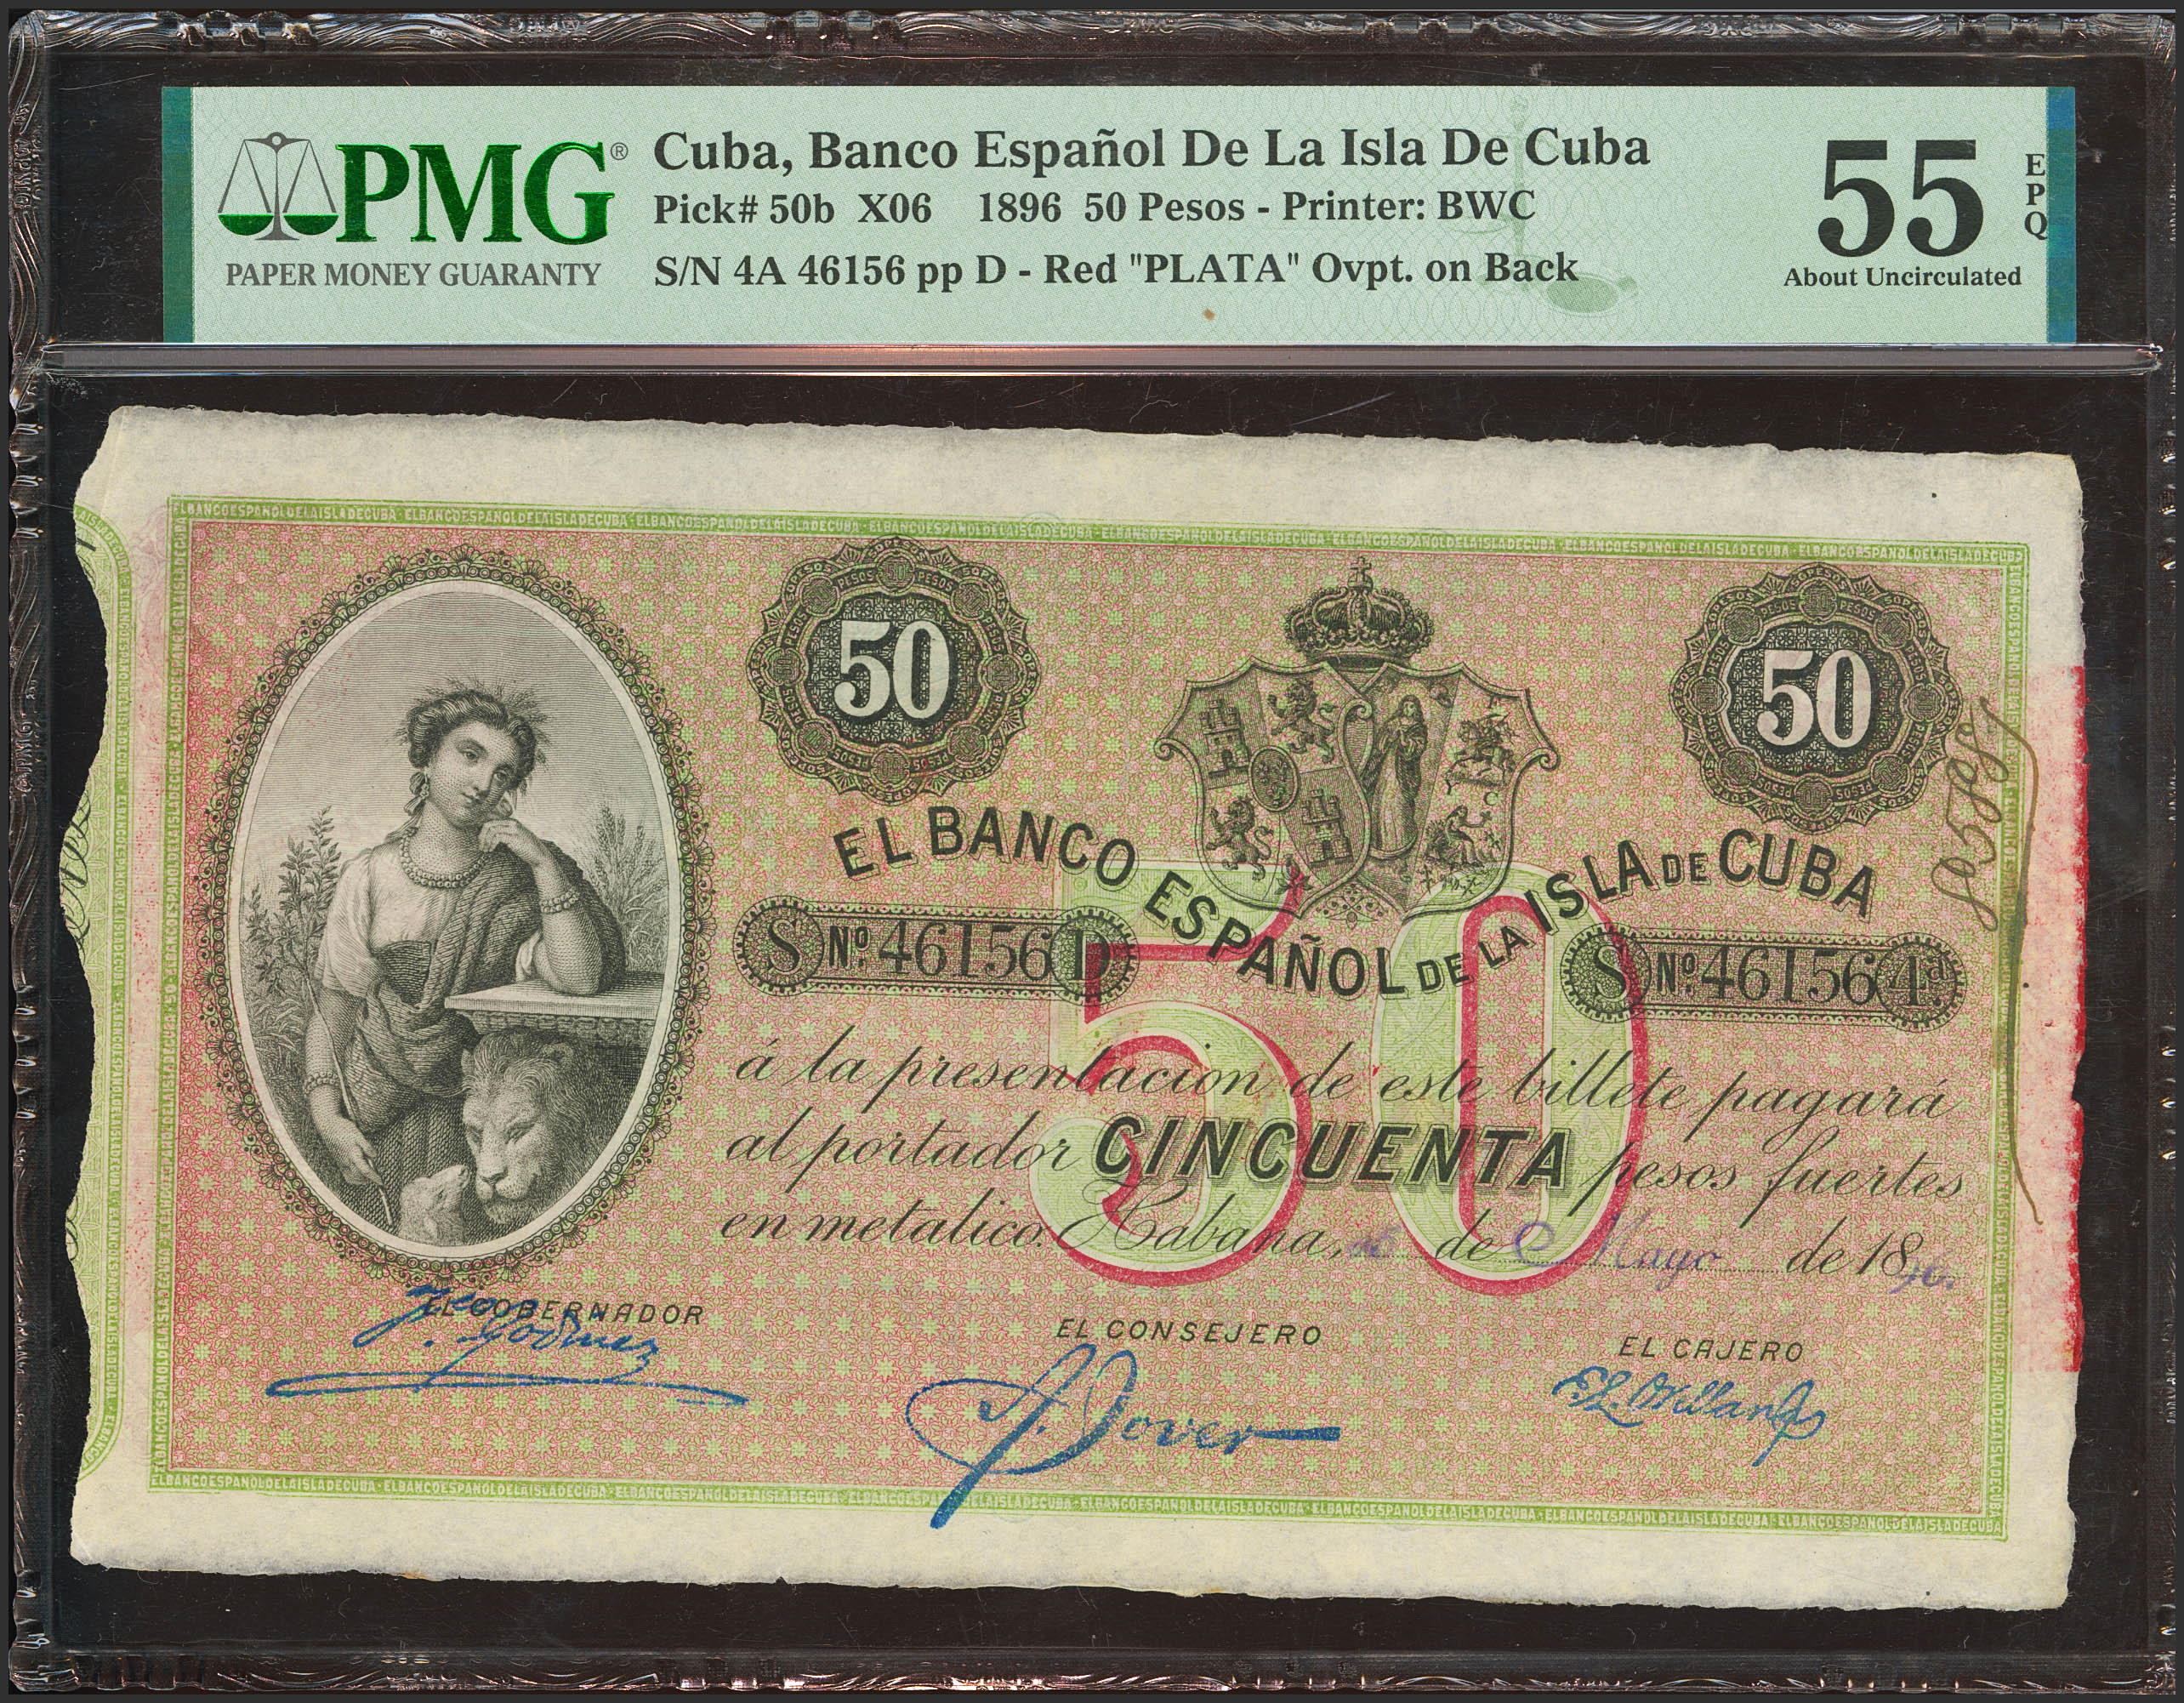 PMG®
PAPER MONEY GUARANTY
Cuba, Banco Español De La Isla De Cuba
Pick# 50b X06 1896 50 Pesos - Printer: BWC
S/N 4A 46156 pp D - Red "PLATA" Ovpt. on Back
55
EPQ
About Uncirculated
50
50
EL BANCO ESPAÑOL DE LA ISLA DE CUBA
S Nº 46156 D
S Nº 46156 4ª
50
á la presentacion de este billete pagará
al portador CINCUENTA pesos fuertes
en metalico. Habana, de Mayo de 1896.
EL GOBERNADOR
EL CONSEJERO
EL CAJERO